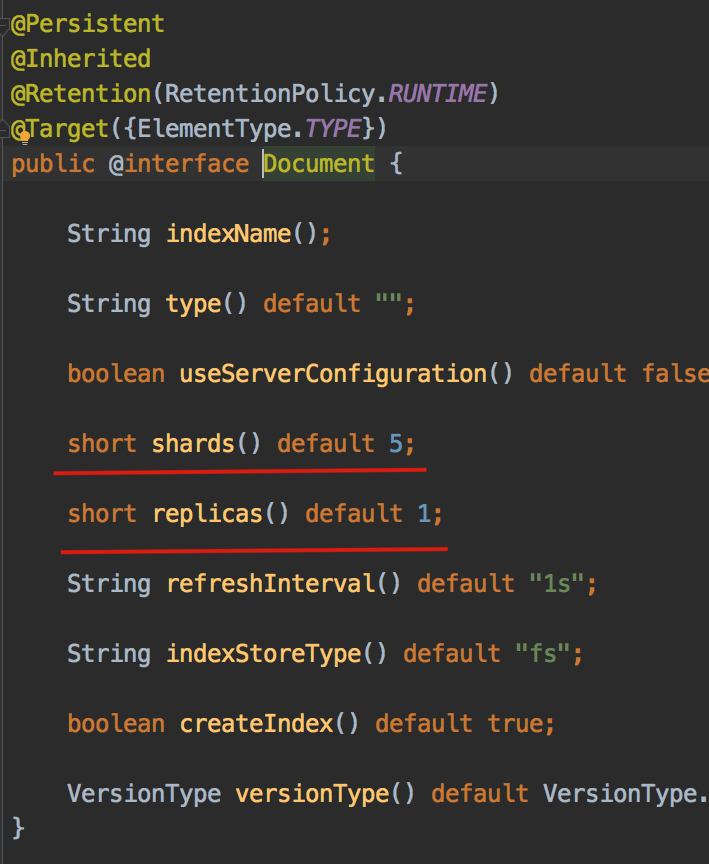 @Persistent
@Inherited
@Retention(RetentionPolicy.RUNTIME)
@Target({ElementType.TYPE})
public @interface Document {
String indexName();
String type() default "";
boolean useServerConfiguration() default false
short shards() default 5;
short replicas() default 1;
String refreshInterval() default "1s";
String indexStoreType() default "fs";
boolean createIndex() default true;
VersionType versionType() default VersionType.
}